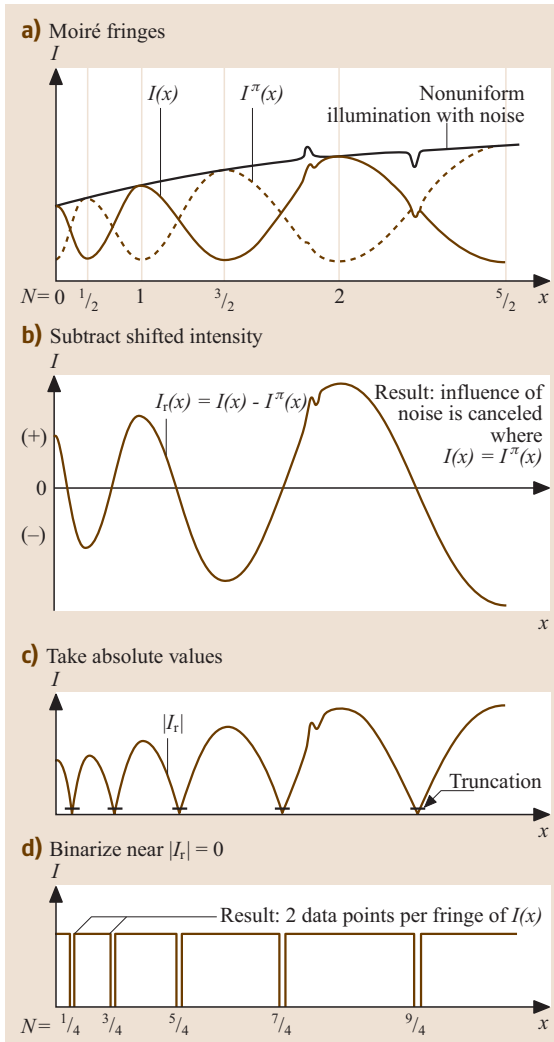 a) Moiré fringes
I
I(x) I^π(x) Nonuniform
illumination with noise
N = 0 1/2 1 3/2 2 5/2 x
b) Subtract shifted intensity
I
I_r(x) = I(x) - I^π(x)
Result: influence of
noise is canceled
where
I(x) = I^π(x)
(+)
0
(–)
x
c) Take absolute values
I
|I_r|
Truncation
x
d) Binarize near |I_r| = 0
I
Result: 2 data points per fringe of I(x)
N = 1/4 3/4 5/4 7/4 9/4 x